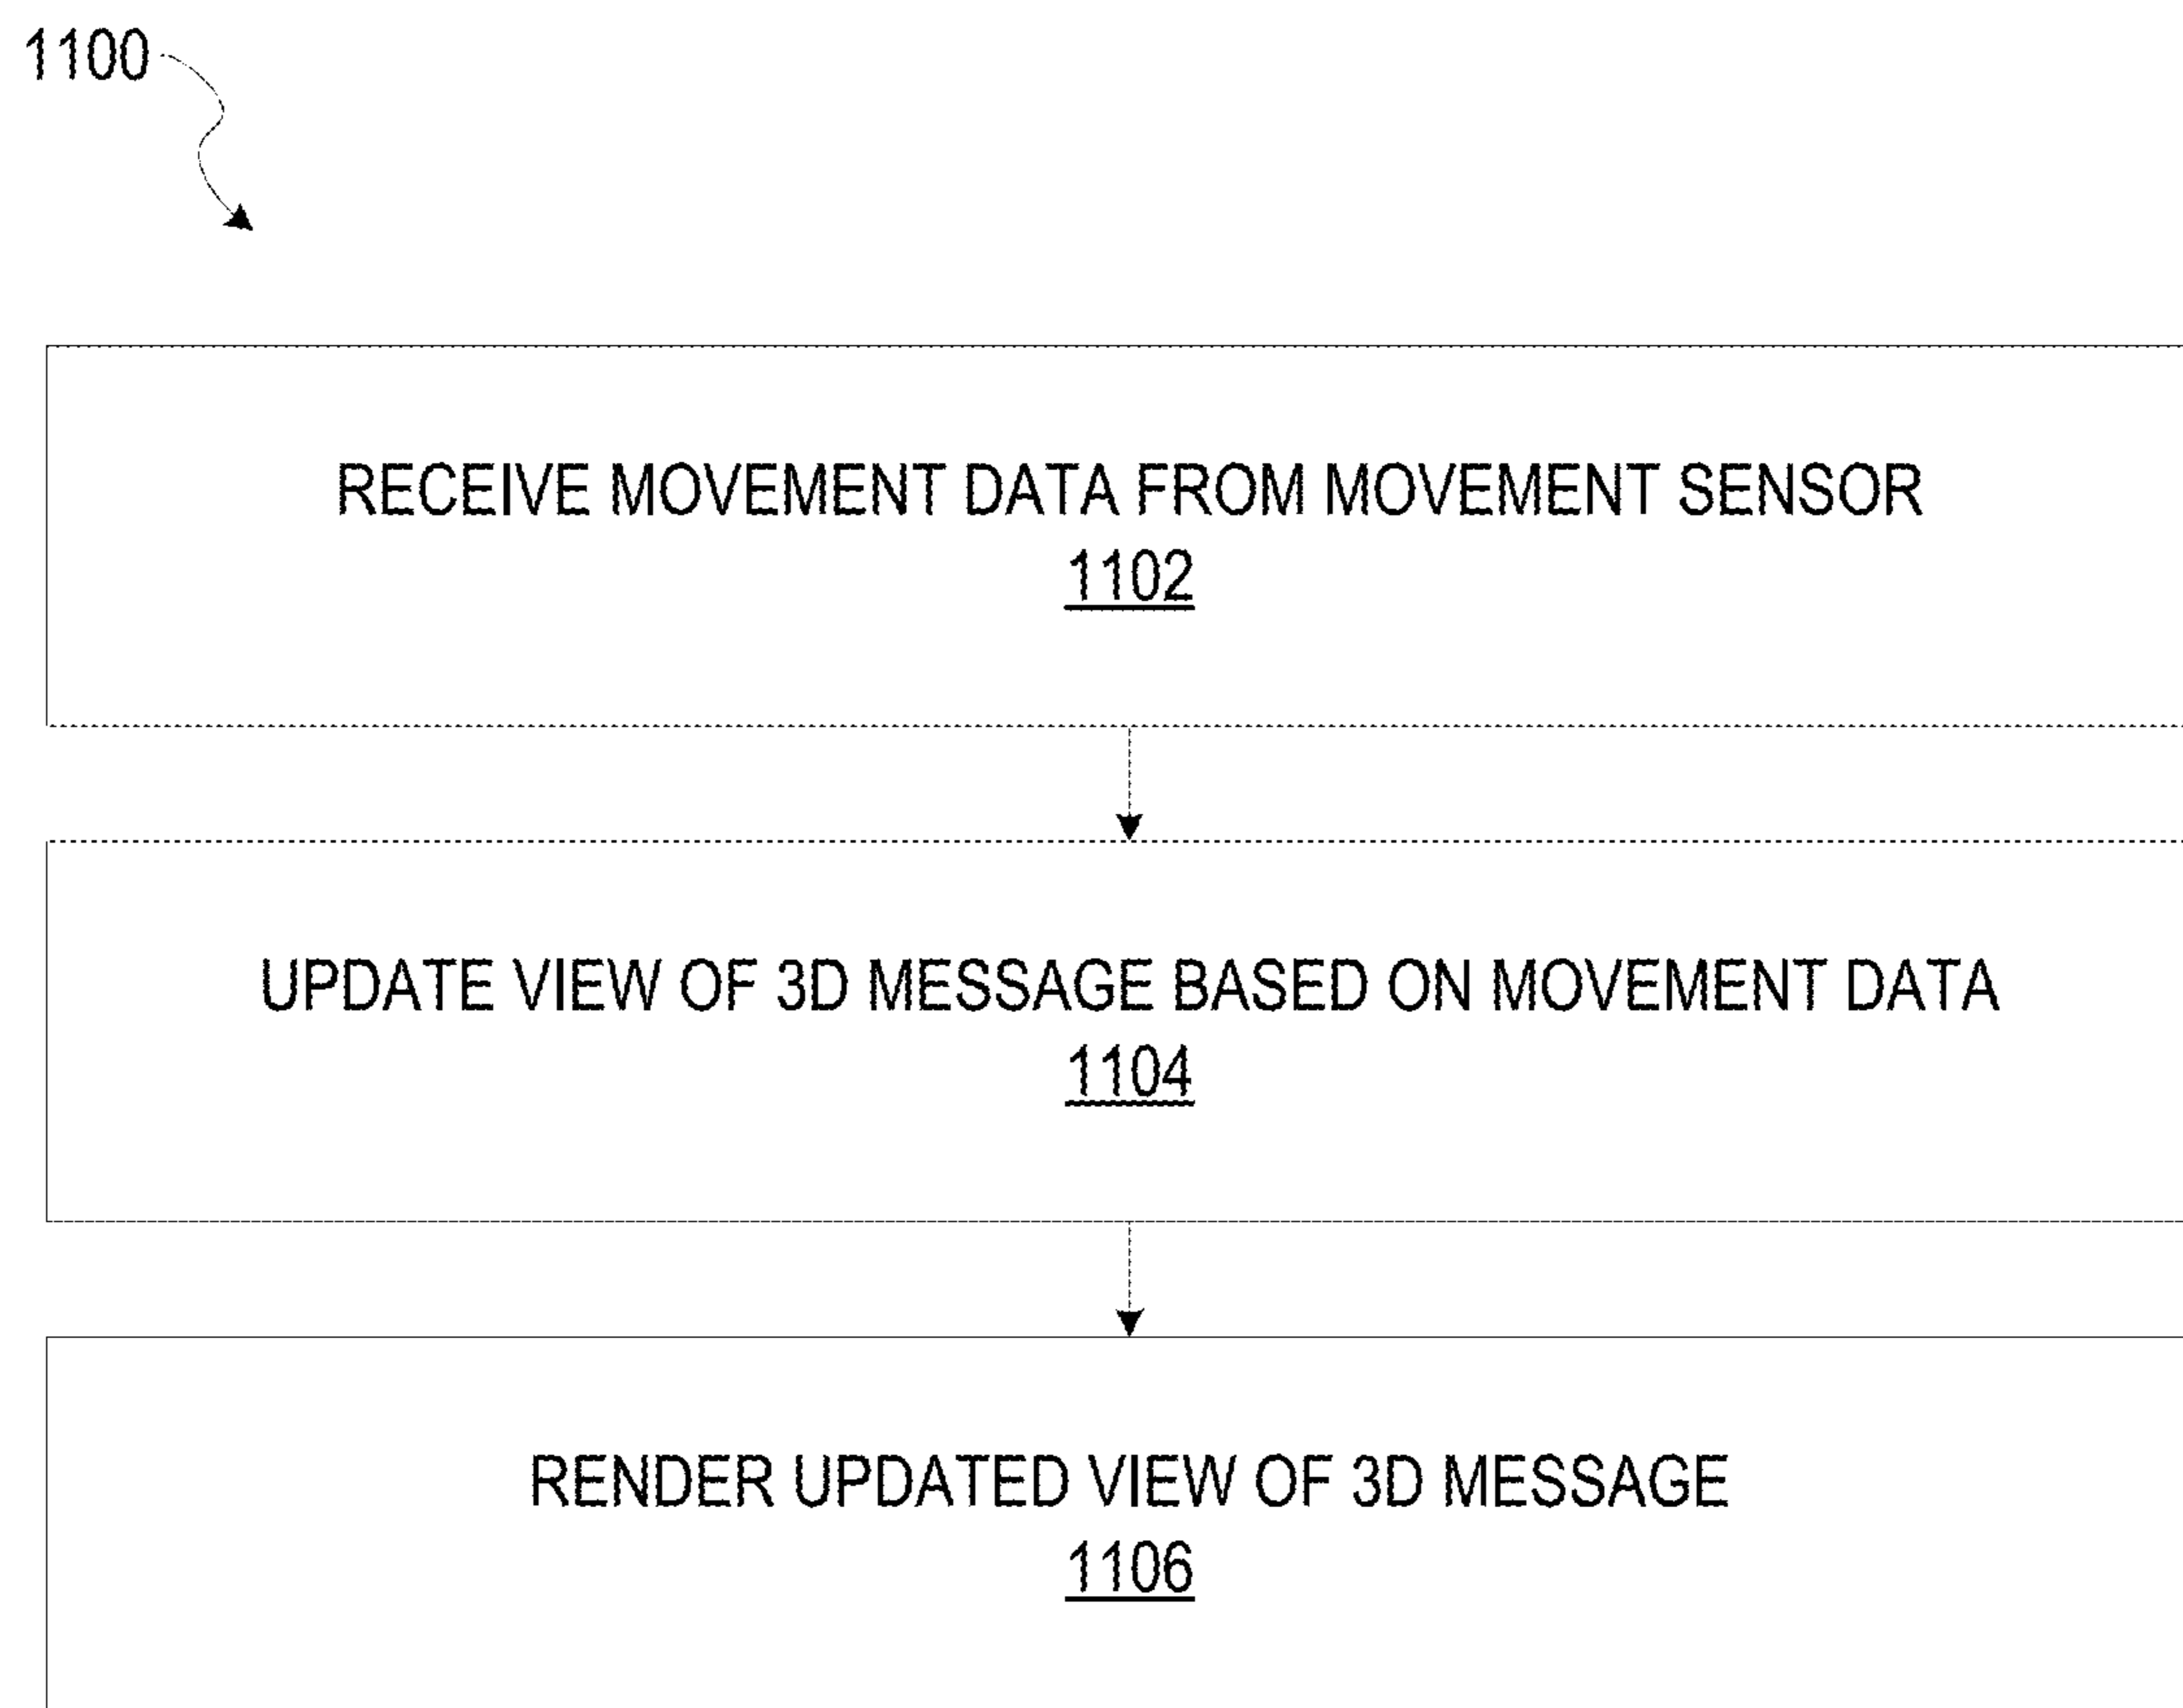 1100
RECEIVE MOVEMENT DATA FROM MOVEMENT SENSOR
1102
UPDATE VIEW OF 3D MESSAGE BASED ON MOVEMENT DATA
1104
RENDER UPDATED VIEW OF 3D MESSAGE
1106